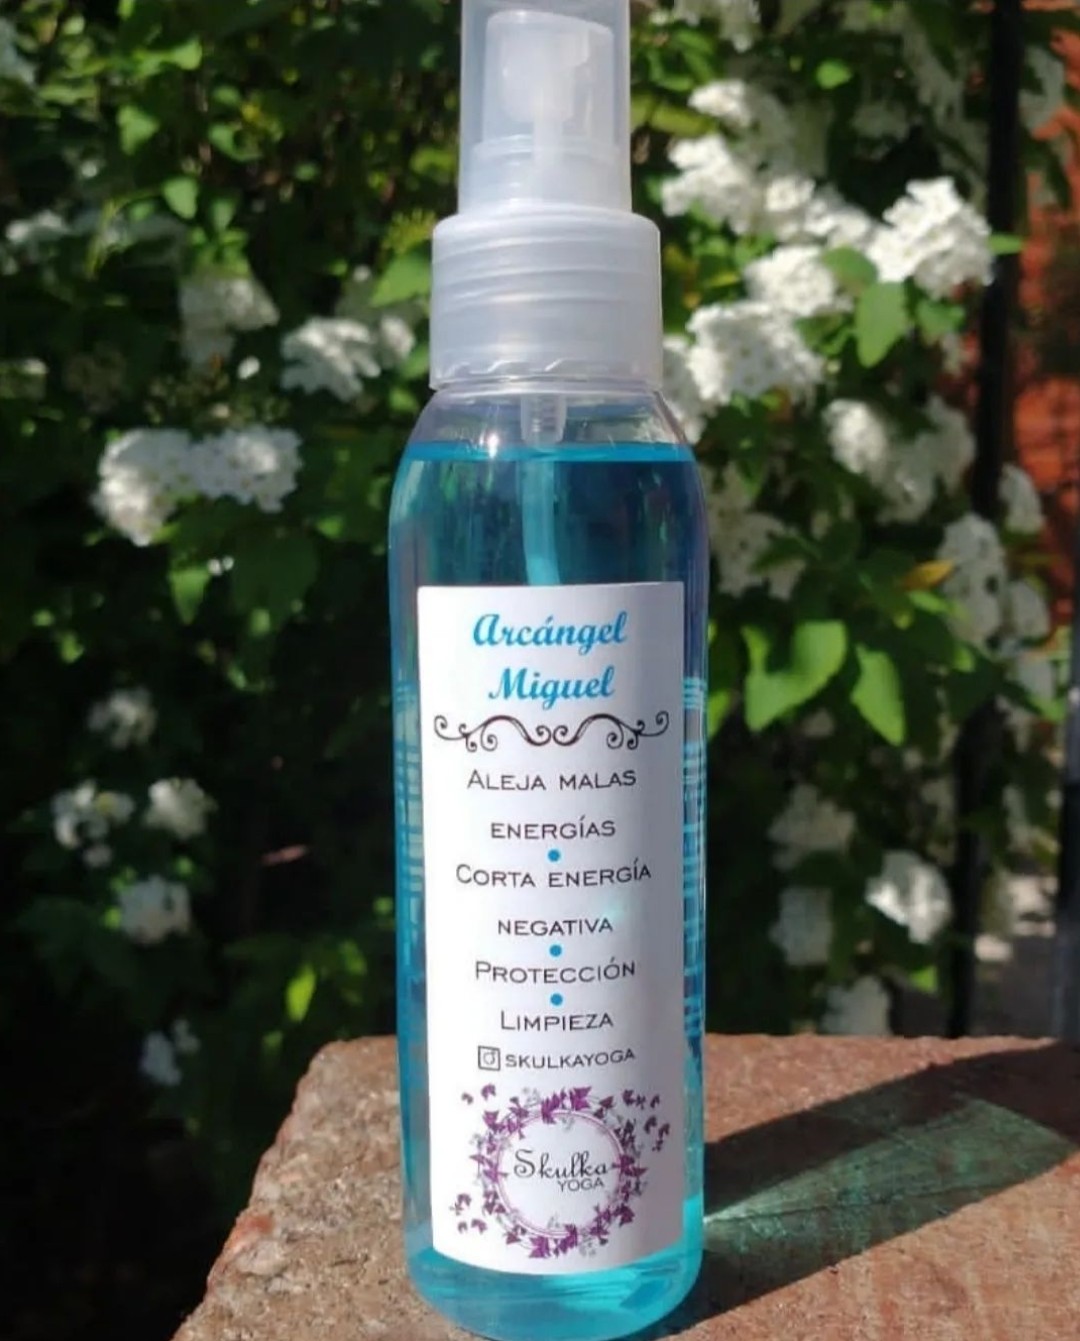 Arcángel
Miguel
ALEJA MALAS
ENERGÍAS
CORTA ENERGÍA
NEGATIVA
PROTECCIÓN
LIMPIEZA
SKULKAYOGA
Skulka
YOGA